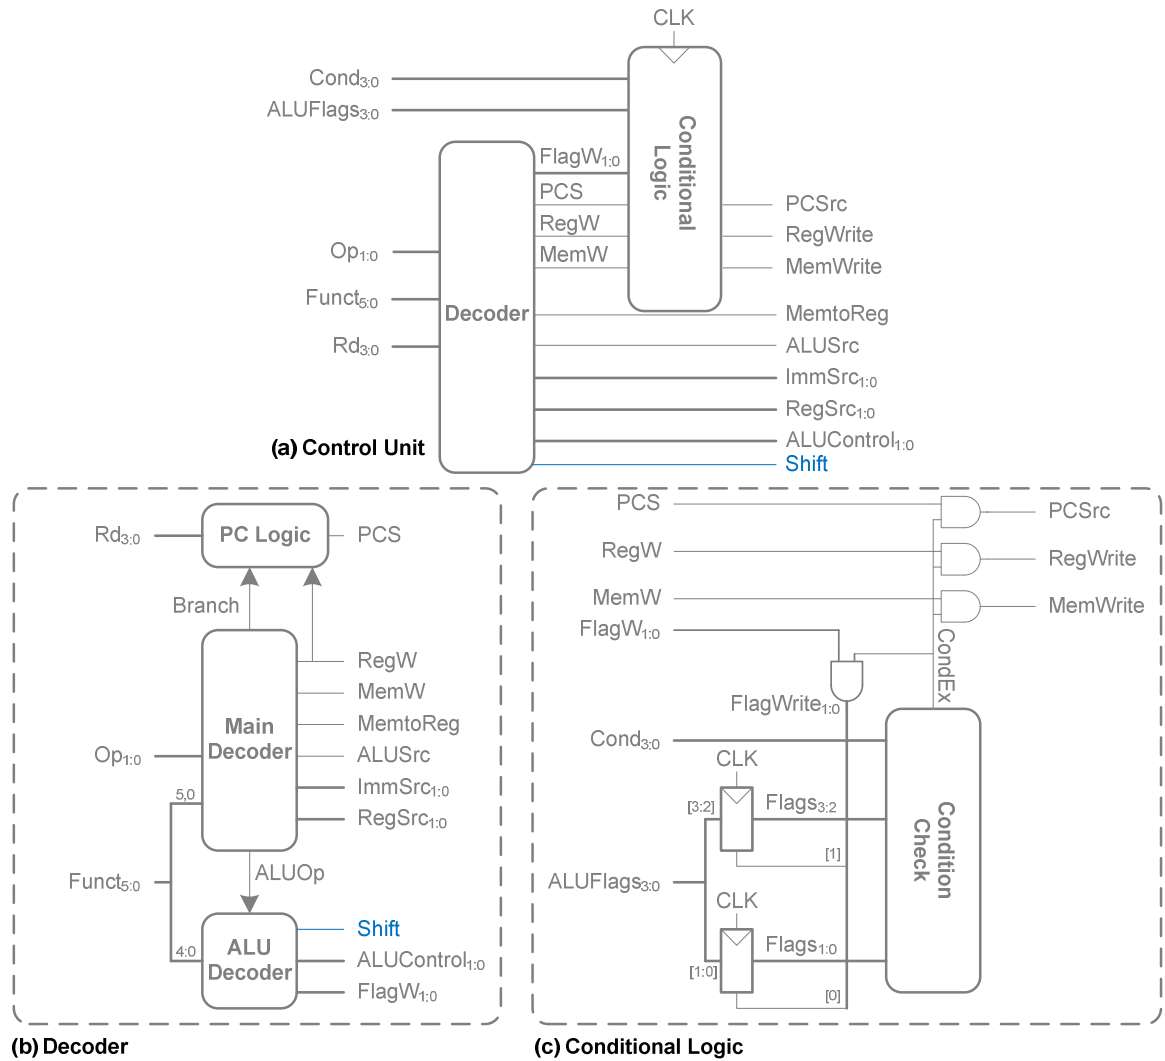 CLK
Cond3:0
ALUFlags3:0
Conditional
Logic
FlagW1:0
PCS
RegW
MemW
PCSrc
RegWrite
MemWrite
Op1:0
Funct5:0
Rd3:0
Decoder
MemtoReg
ALUSrc
ImmSrc1:0
RegSrc1:0
ALUControl1:0
Shift
(a) Control Unit
Rd3:0
PC Logic
PCS
Branch
RegW
MemW
MemtoReg
ALUSrc
ImmSrc1:0
RegSrc1:0
Main
Decoder
Op1:0
5,0
Funct5:0
ALUOp
4:0
ALU
Decoder
Shift
ALUControl1:0
FlagW1:0
(b) Decoder
PCS
PCSrc
RegW
RegWrite
MemW
MemWrite
FlagW1:0
CondEx
FlagWrite1:0
Cond3:0
CLK
[3:2]
Flags3:2
[1]
Condition
Check
ALUFlags3:0
CLK
[1:0]
Flags1:0
[0]
(c) Conditional Logic